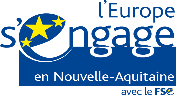 l'Europe
s'engage
en Nouvelle-Aquitaine
avec le FSE